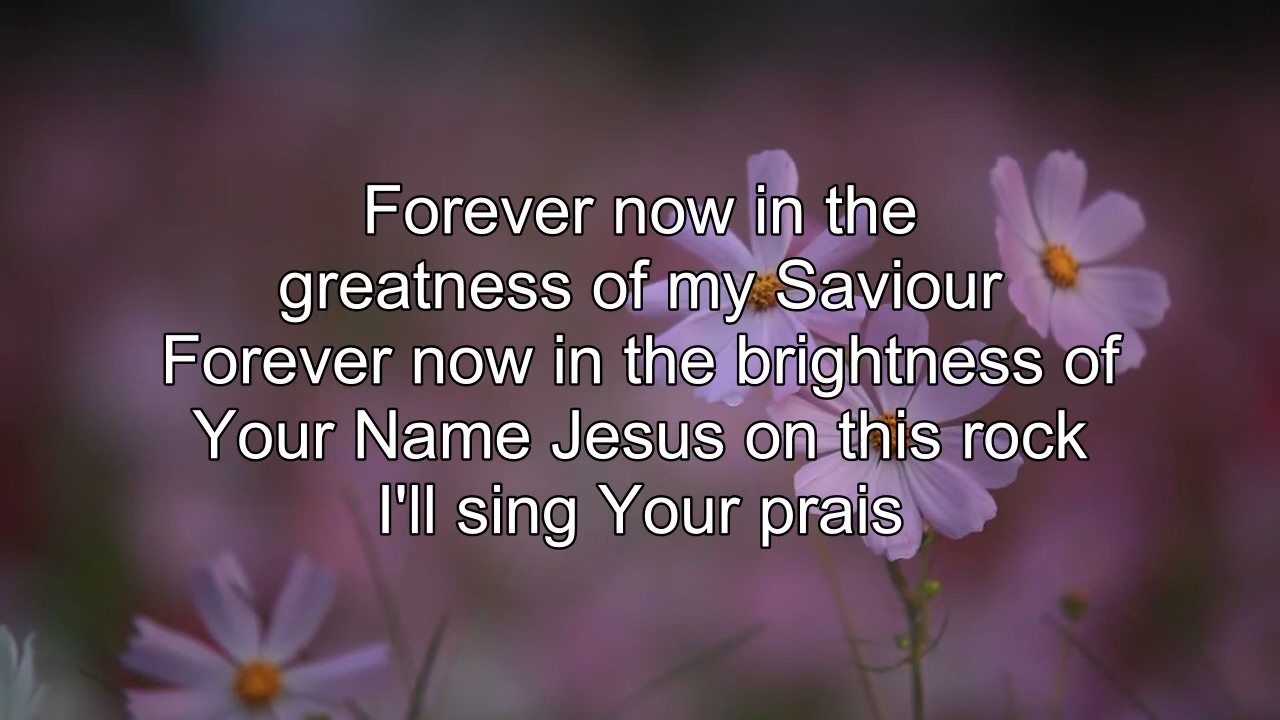 Forever now in the
greatness of my Saviour
Forever now in the brightness of
Your Name Jesus on this rock
I'll sing Your prais